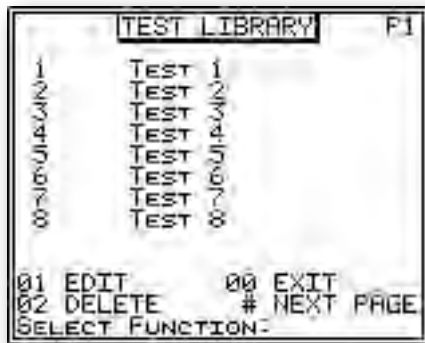 TEST LIBRARY P1
1 TEST 1
2 TEST 2
3 TEST 3
4 TEST 4
5 TEST 5
6 TEST 6
7 TEST 7
8 TEST 8
01 EDIT 00 EXIT
02 DELETE # NEXT PAGE
SELECT FUNCTION: